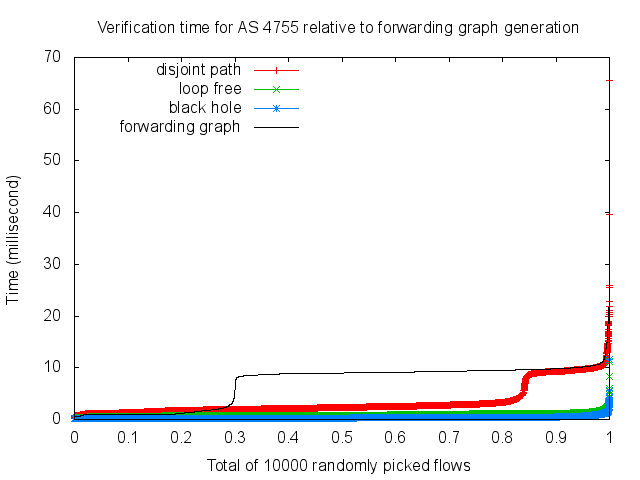 Verification time for AS 4755 relative to forwarding graph generation
70
60
50
40
30
20
10
0
Time (millisecond)
disjoint path
loop free
black hole
forwarding graph
0 0.1 0.2 0.3 0.4 0.5 0.6 0.7 0.8 0.9 1
Total of 10000 randomly picked flows